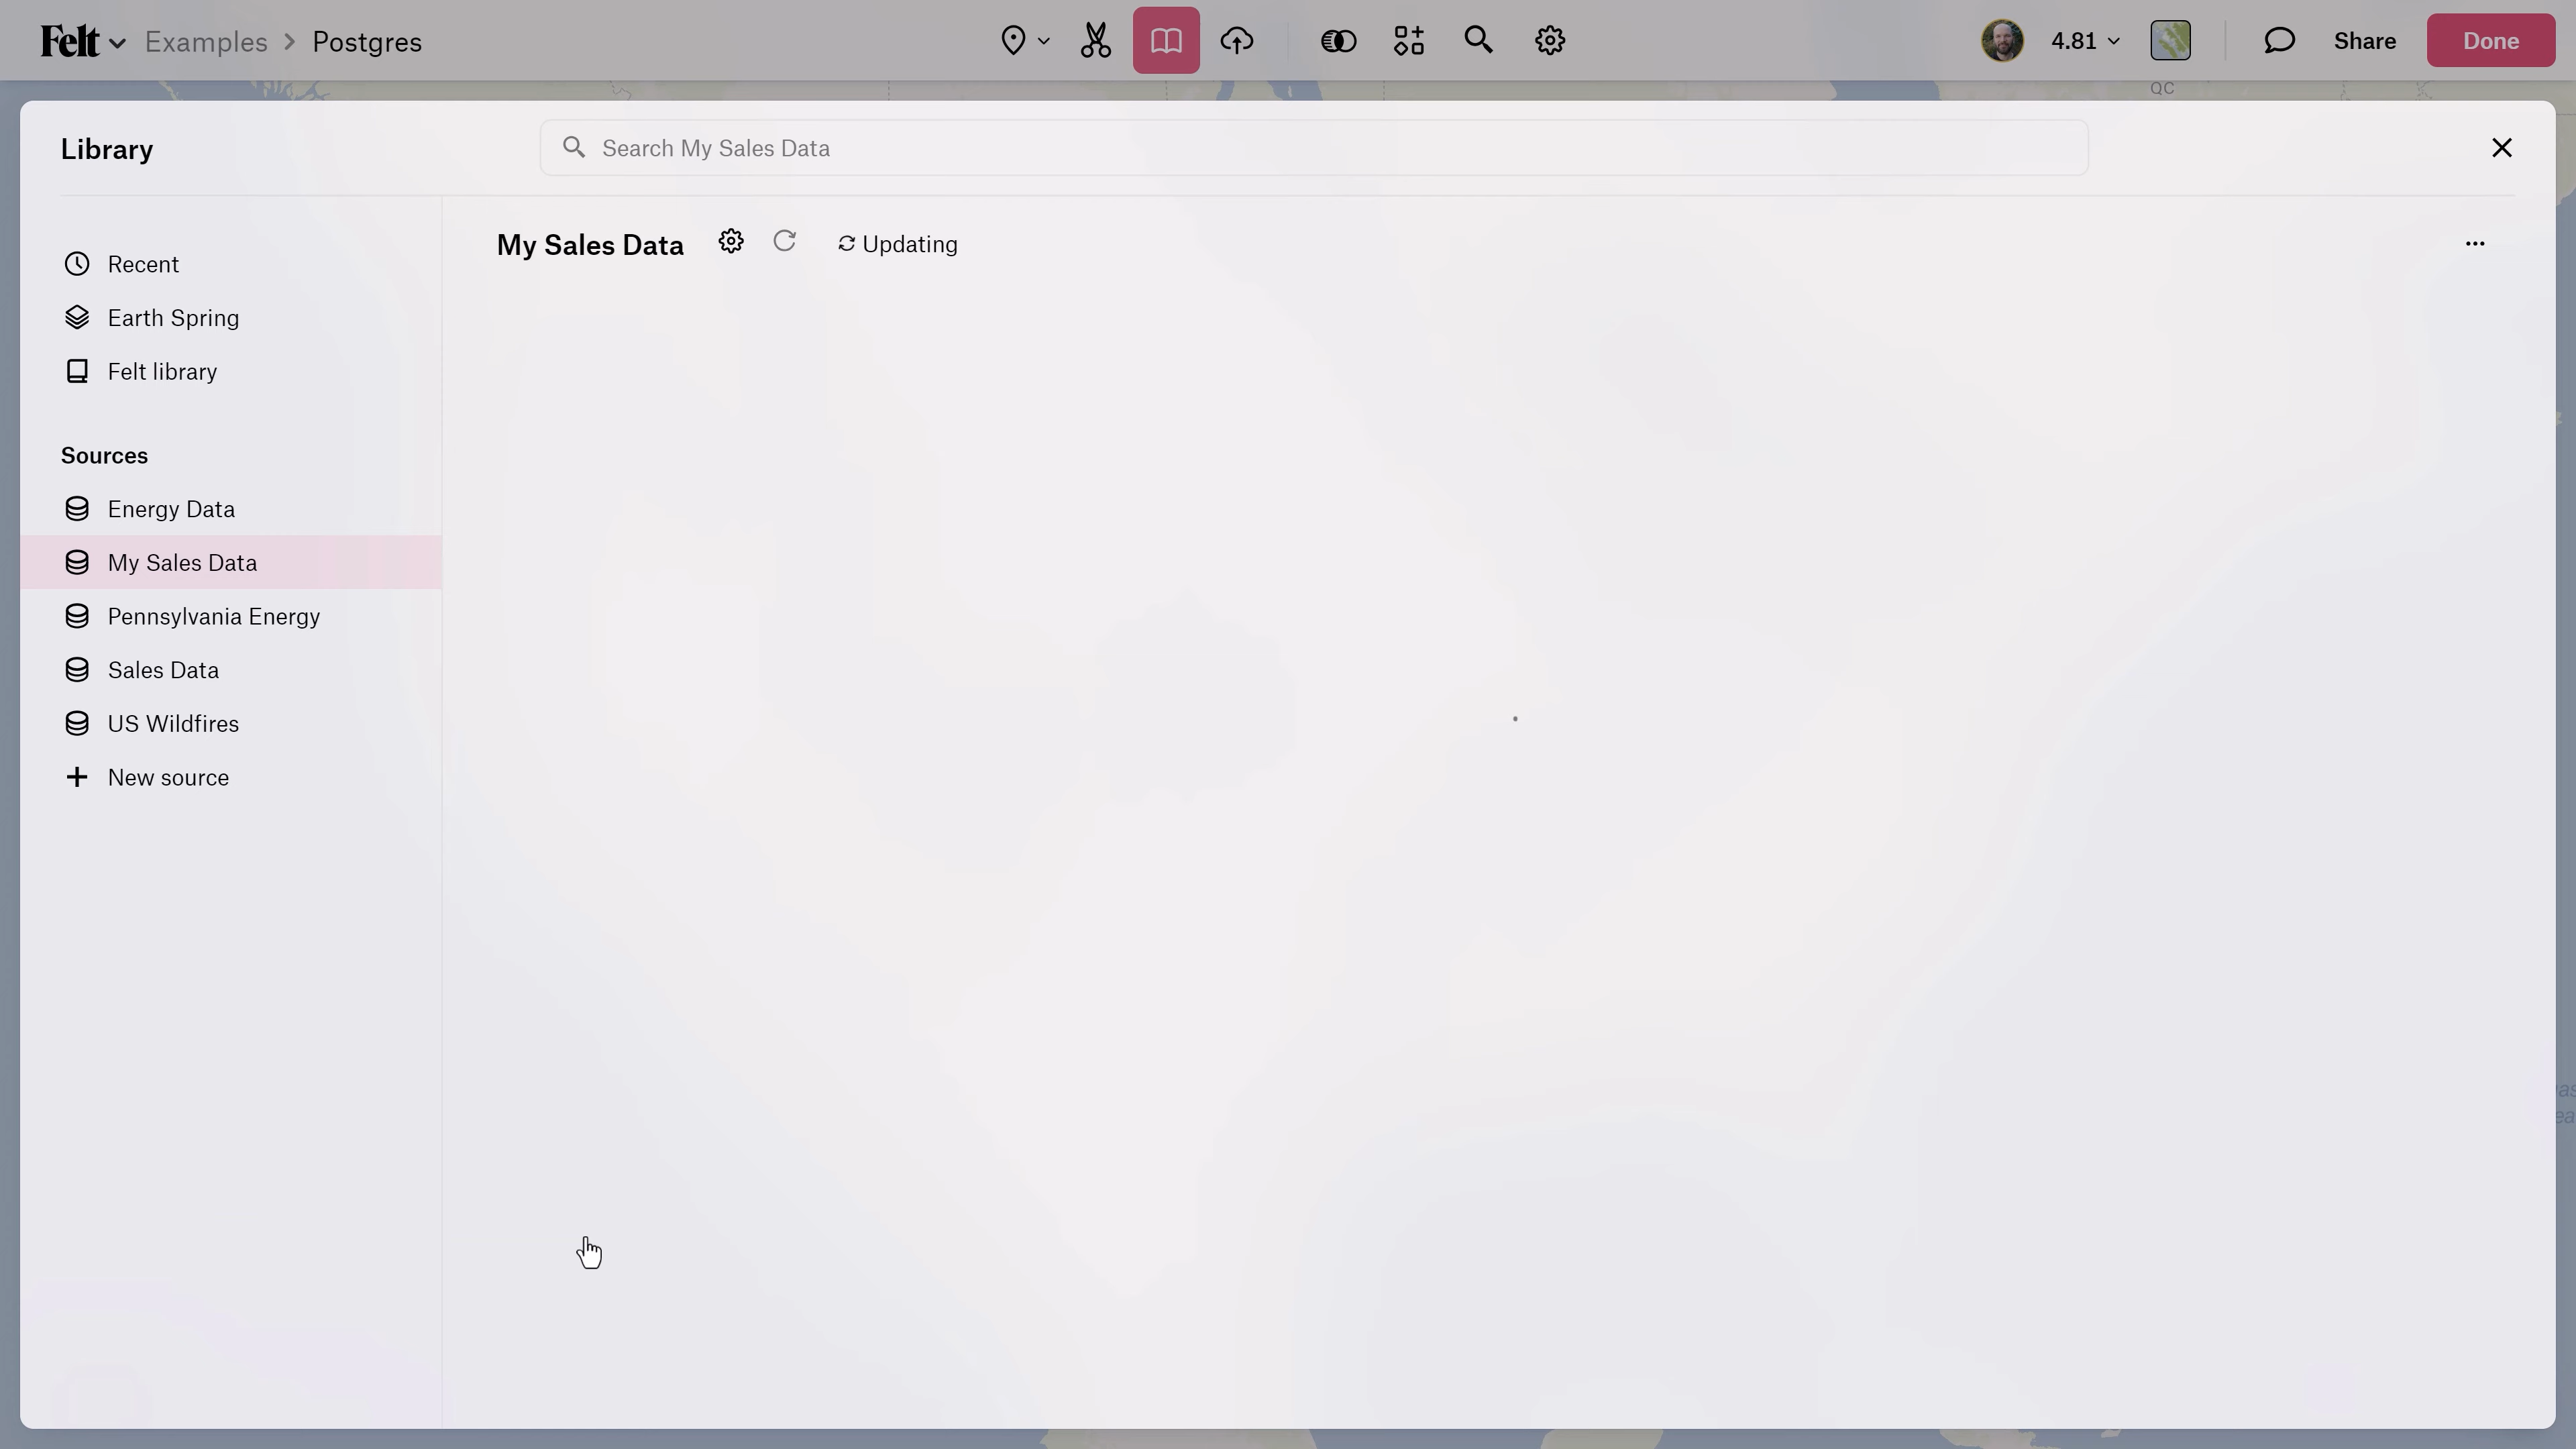 Felt Examples > Postgres
4.81
Share
Done
QC
Library
Search My Sales Data
My Sales Data
Updating
Recent
Earth Spring
Felt library
Sources
Energy Data
My Sales Data
Pennsylvania Energy
Sales Data
US Wildfires
New source